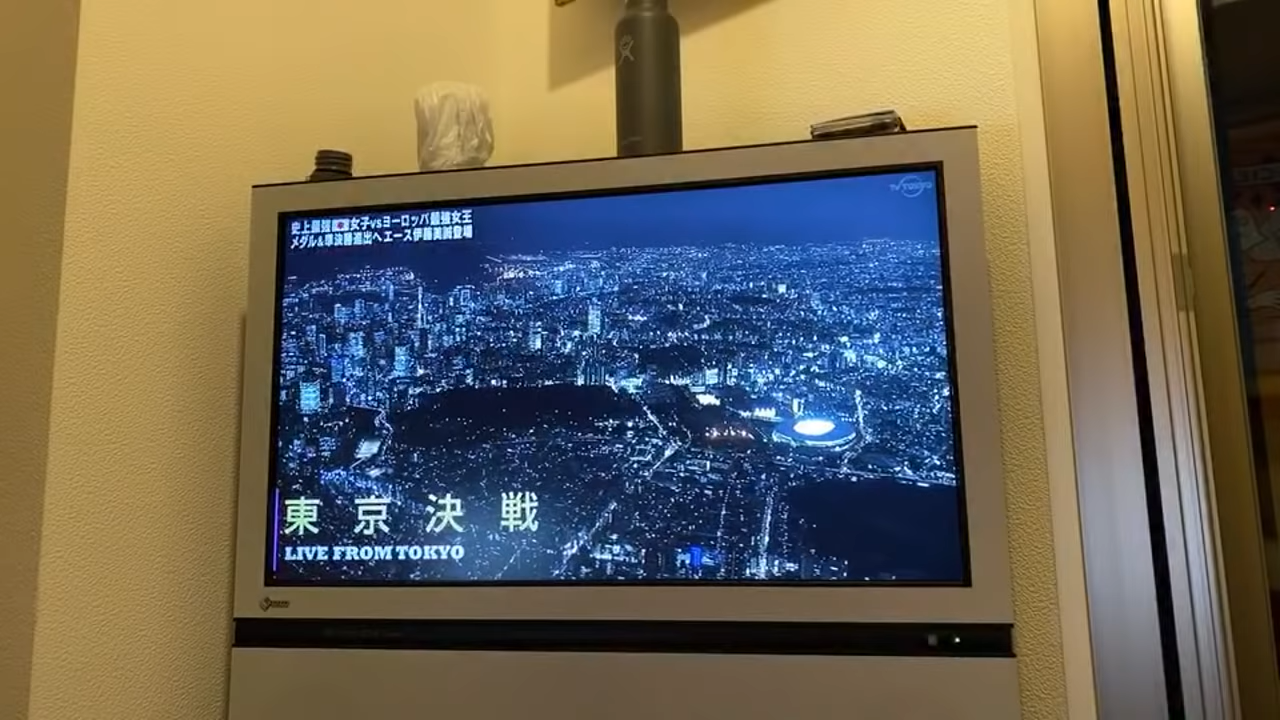 史上最強🇯🇵女子vsヨーロッパ最強女王
メダル&準決勝進出へエース伊藤美誠登場
TV TOKYO
東京決戦
LIVE FROM TOKYO